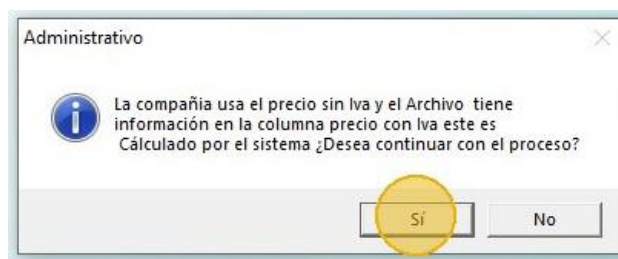 Administrativo
La compañia usa el precio sin Iva y el Archivo tiene
información en la columna precio con Iva este es
Cálculado por el sistema ¿Desea continuar con el proceso?
Sí
No